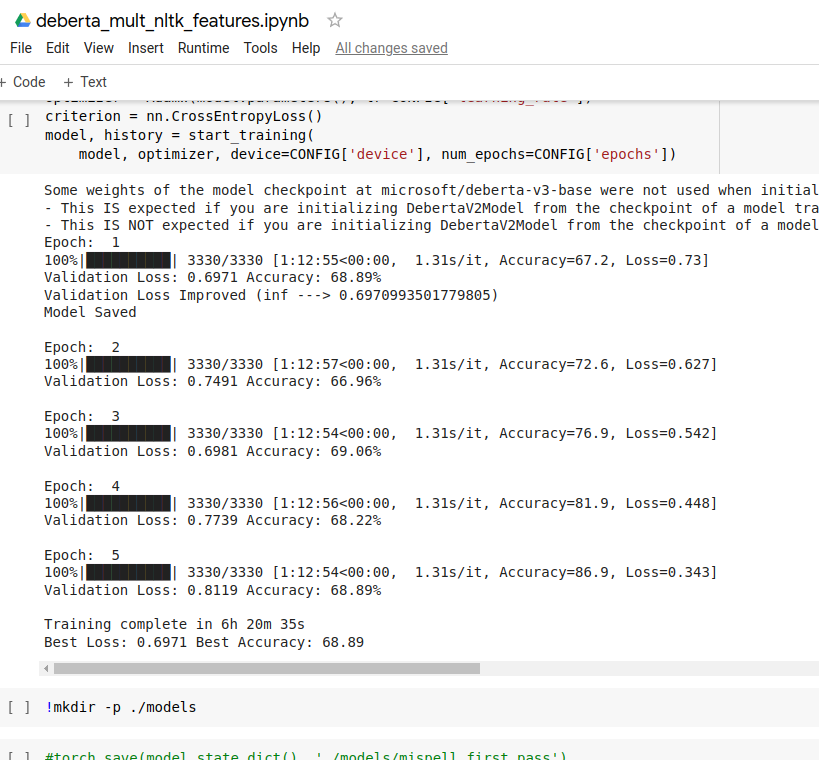 deberta_mult_nltk_features.ipynb
File Edit View Insert Runtime Tools Help All changes saved
+ Code + Text
[ ] criterion = nn.CrossEntropyLoss()
model, history = start_training(
model, optimizer, device=CONFIG['device'], num_epochs=CONFIG['epochs'])
Some weights of the model checkpoint at microsoft/deberta-v3-base were not used when initial
- This IS expected if you are initializing DebertaV2Model from the checkpoint of a model tra
- This IS NOT expected if you are initializing DebertaV2Model from the checkpoint of a model
Epoch: 1
100%|██████████| 3330/3330 [1:12:55<00:00, 1.31s/it, Accuracy=67.2, Loss=0.73]
Validation Loss: 0.6971 Accuracy: 68.89%
Validation Loss Improved (inf ---> 0.6970993501779805)
Model Saved
Epoch: 2
100%|██████████| 3330/3330 [1:12:57<00:00, 1.31s/it, Accuracy=72.6, Loss=0.627]
Validation Loss: 0.7491 Accuracy: 66.96%
Epoch: 3
100%|██████████| 3330/3330 [1:12:54<00:00, 1.31s/it, Accuracy=76.9, Loss=0.542]
Validation Loss: 0.6981 Accuracy: 69.06%
Epoch: 4
100%|██████████| 3330/3330 [1:12:56<00:00, 1.31s/it, Accuracy=81.9, Loss=0.448]
Validation Loss: 0.7739 Accuracy: 68.22%
Epoch: 5
100%|██████████| 3330/3330 [1:12:54<00:00, 1.31s/it, Accuracy=86.9, Loss=0.343]
Validation Loss: 0.8119 Accuracy: 68.89%
Training complete in 6h 20m 35s
Best Loss: 0.6971 Best Accuracy: 68.89
[ ] !mkdir -p ./models
[ ] #torch.save(model.state_dict(), './models/mispell_first_pass')